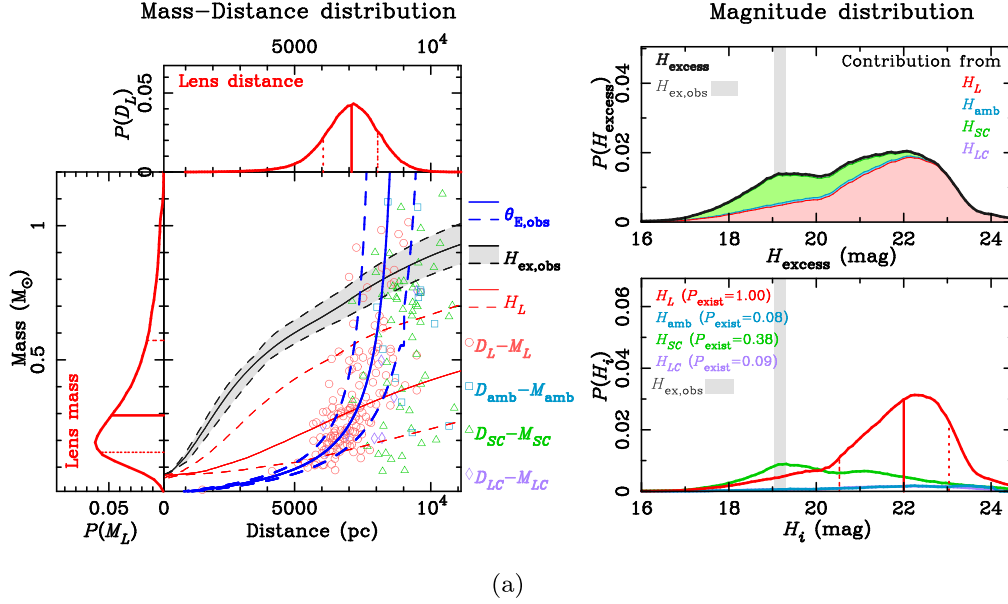 Mass-Distance distribution
5000 10⁴
P(D_L)
0 0.05
Lens distance
Mass (M_⊙)
0.5 1
Lens mass
0.05 0
P(M_L)
5000 10⁴
Distance (pc)
θ_E,obs
H_ex,obs
H_L
D_L-M_L
D_amb-M_amb
D_SC-M_SC
D_LC-M_LC
Magnitude distribution
P(H_excess)
0 0.02 0.04
H_excess
H_ex,obs
Contribution from
H_L
H_amb
H_SC
H_LC
16 18 20 22 24
H_excess (mag)
P(H_i)
0 0.02 0.04 0.06
H_L (P_exist=1.00)
H_amb (P_exist=0.08)
H_SC (P_exist=0.38)
H_LC (P_exist=0.09)
H_ex,obs
16 18 20 22 24
H_i (mag)
(a)